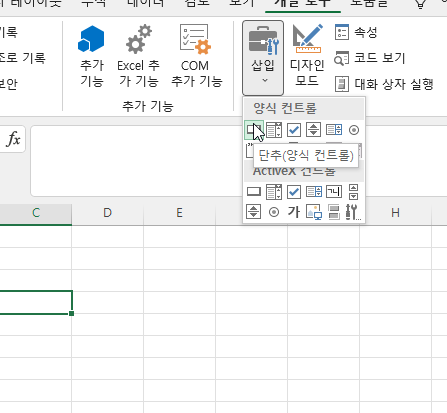 레이아웃 수식 데이터 검토 보기 개발 도구 도움말
기록
조로 기록
보안
추가
기능
Excel 추
가 기능
COM
추가 기능
추가 기능
삽입
디자인
모드
속성
코드 보기
대화 상자 실행
양식 컨트롤
단추(양식 컨트롤)
ActiveX 컨트롤
가
fx
C D E H